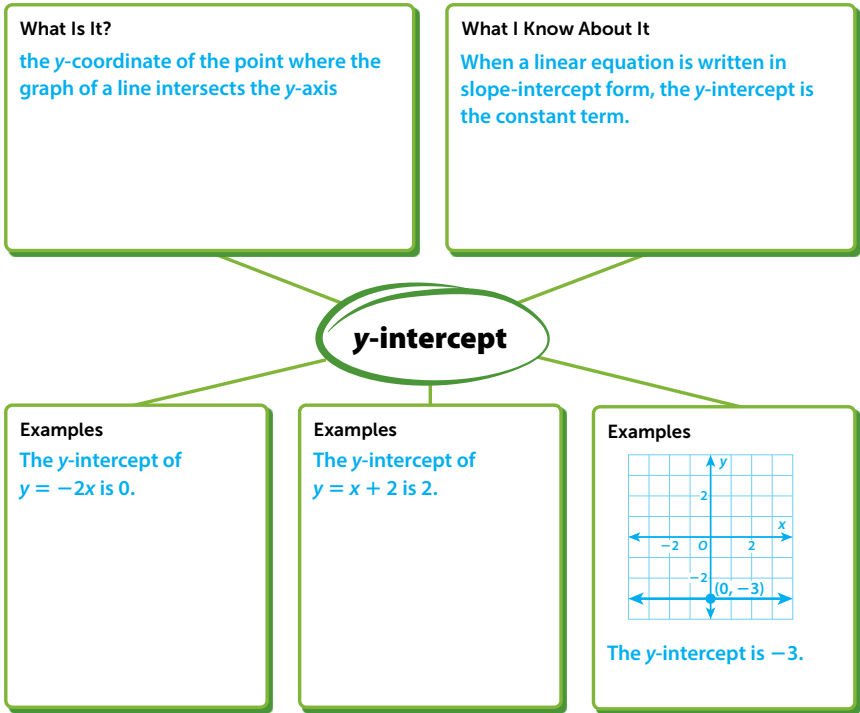 What Is It?
the y-coordinate of the point where the
graph of a line intersects the y-axis
What I Know About It
When a linear equation is written in
slope-intercept form, the y-intercept is
the constant term.
y-intercept
Examples
The y-intercept of
y = −2x is 0.
Examples
The y-intercept of
y = x + 2 is 2.
Examples
y
2
x
−2 O 2
−2
(0, −3)
The y-intercept is −3.